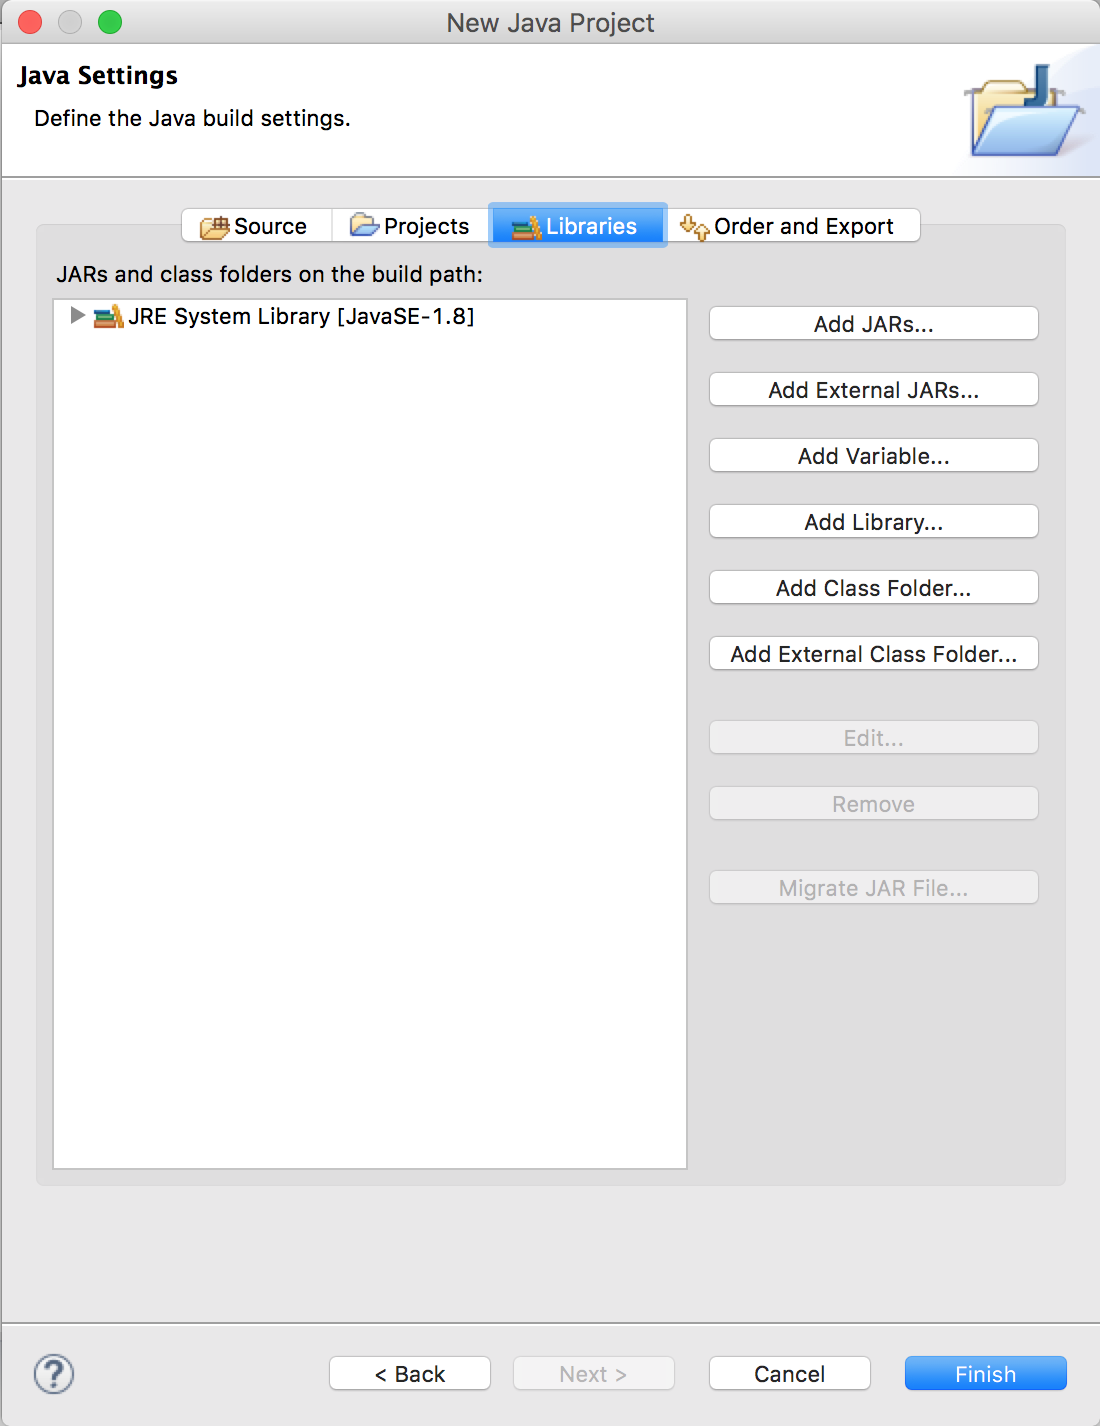 New Java Project
Java Settings
Define the Java build settings.
Source Projects Libraries Order and Export
JARs and class folders on the build path:
JRE System Library [JavaSE-1.8]
Add JARs...
Add External JARs...
Add Variable...
Add Library...
Add Class Folder...
Add External Class Folder...
Edit...
Remove
Migrate JAR File...
? < Back Next > Cancel Finish